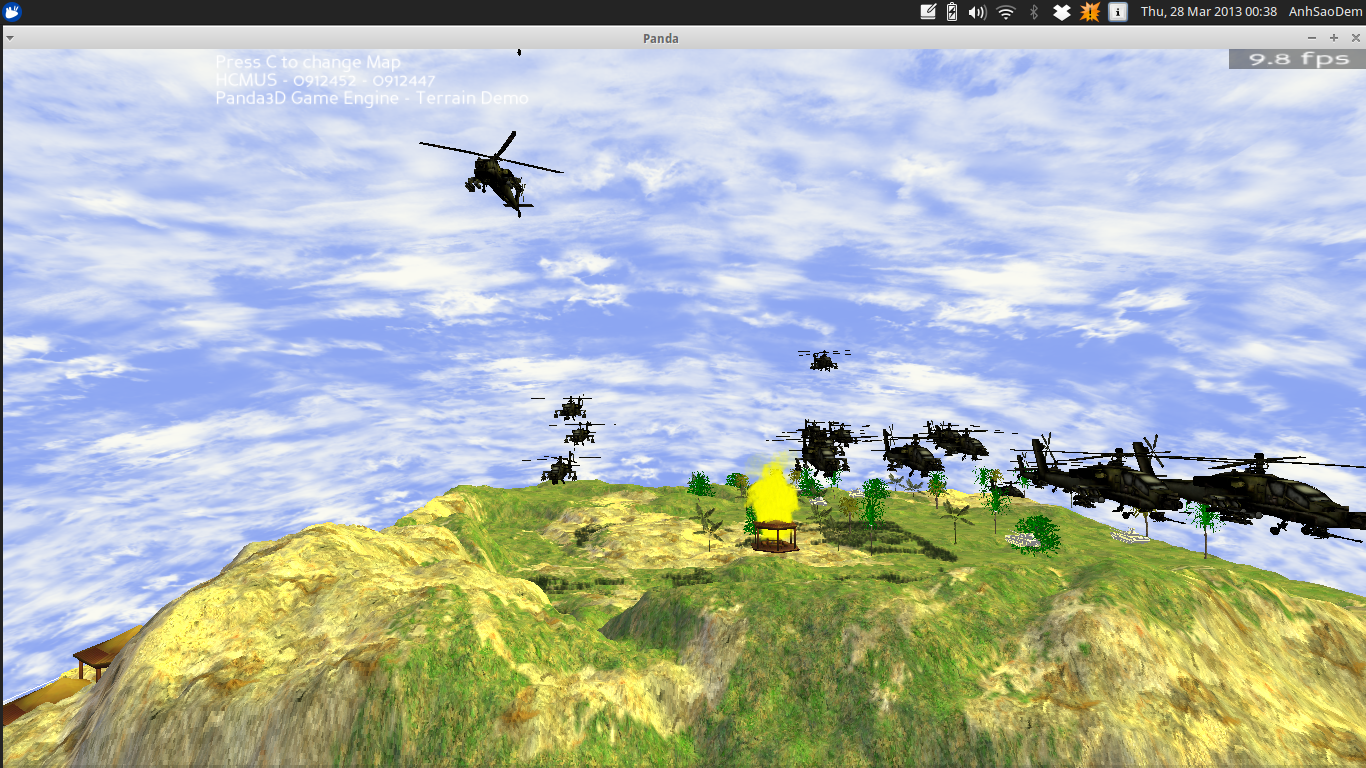 Thu, 28 Mar 2013 00:38 AnhSaoDem
Panda
Press C to change Map
9.8 fps
HCMUS - 0912452 - 0912447
Panda3D Game Engine - Terrain Demo